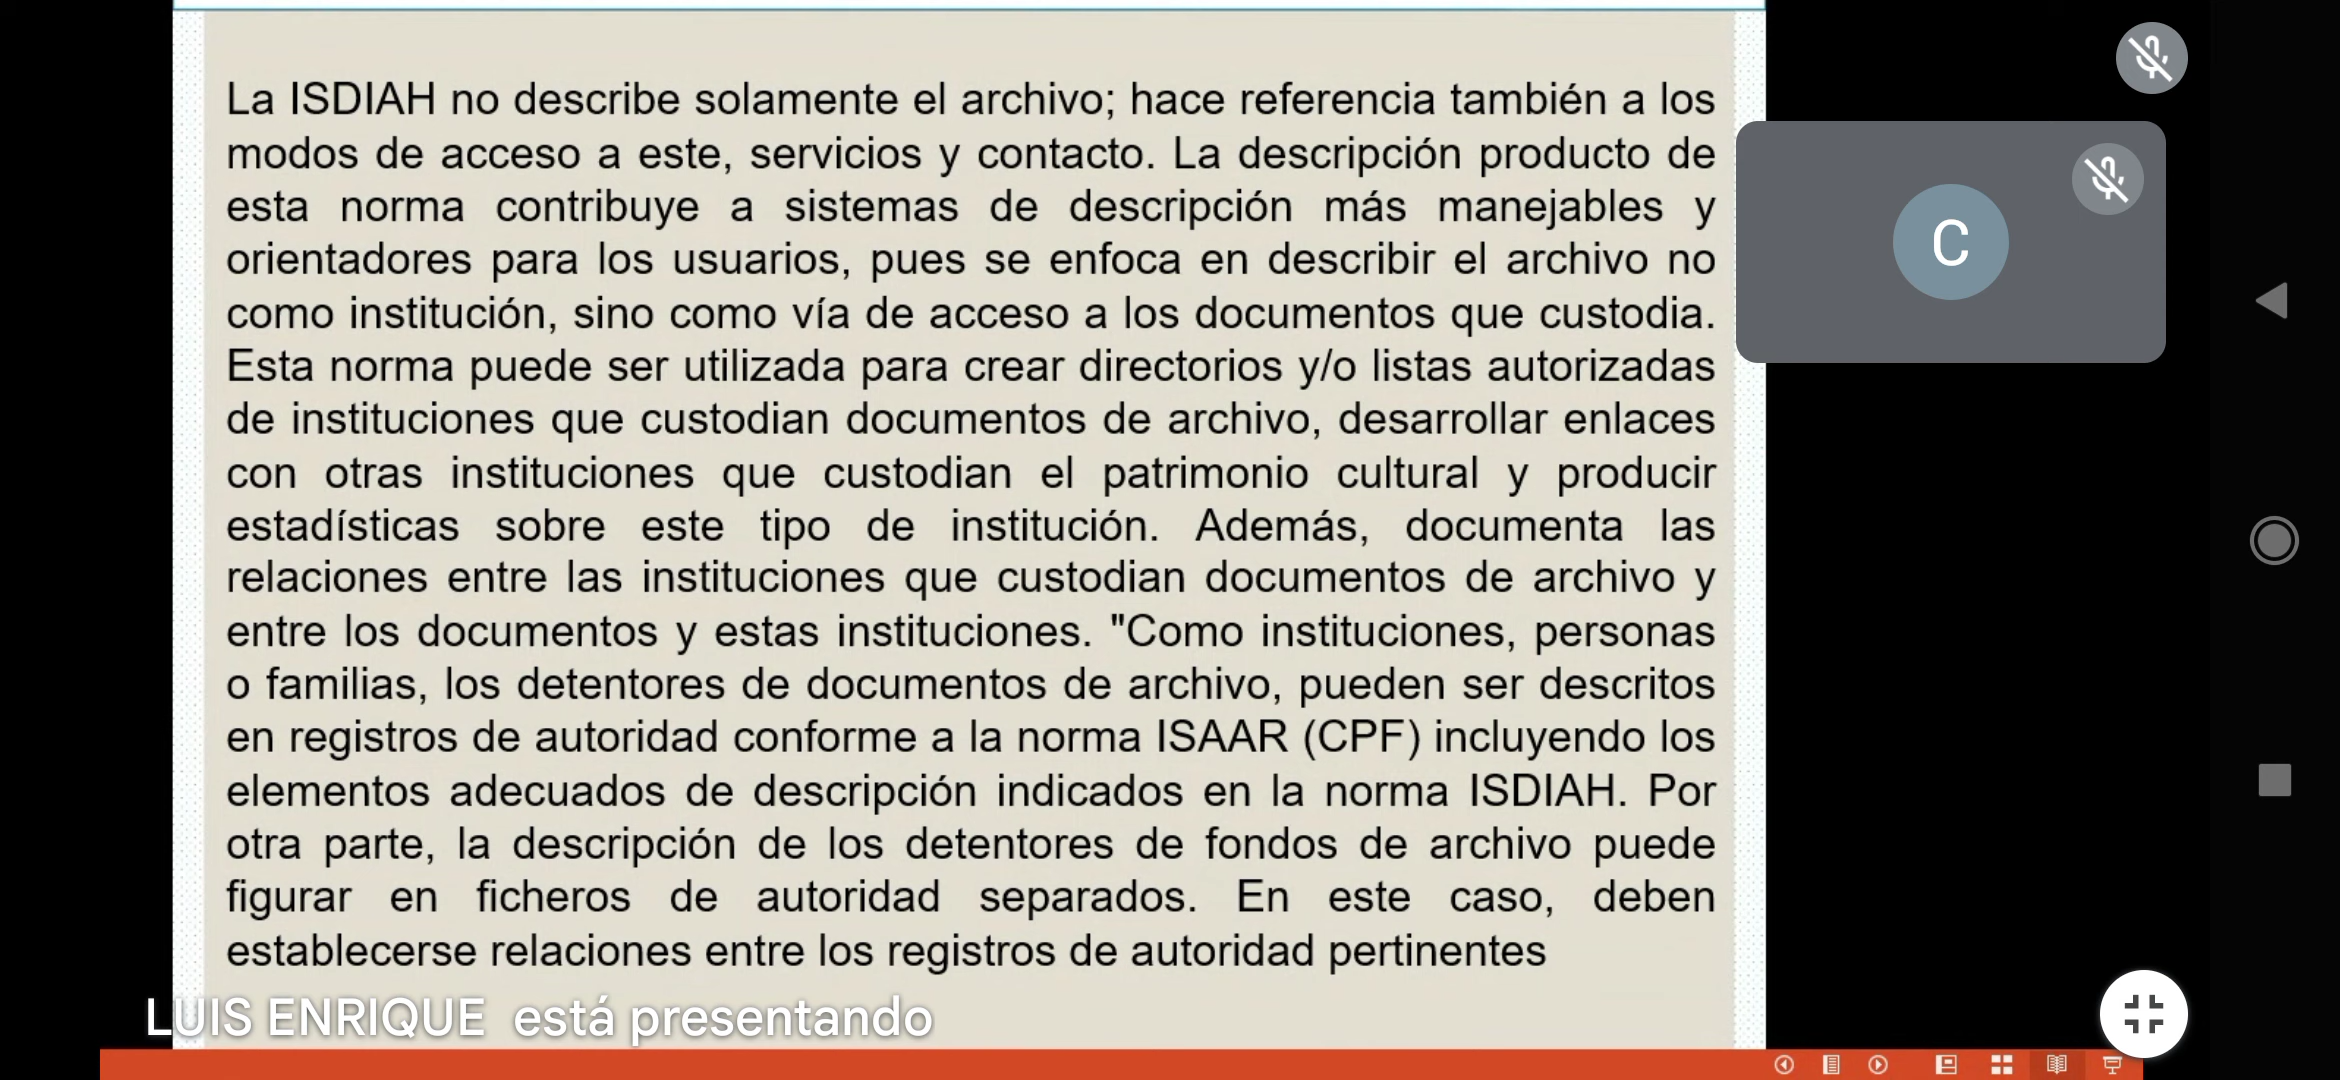 La ISDIAH no describe solamente el archivo; hace referencia también a los
modos de acceso a este, servicios y contacto. La descripción producto de
esta norma contribuye a sistemas de descripción más manejables y
orientadores para los usuarios, pues se enfoca en describir el archivo no
como institución, sino como vía de acceso a los documentos que custodia.
Esta norma puede ser utilizada para crear directorios y/o listas autorizadas
de instituciones que custodian documentos de archivo, desarrollar enlaces
con otras instituciones que custodian el patrimonio cultural y producir
estadísticas sobre este tipo de institución. Además, documenta las
relaciones entre las instituciones que custodian documentos de archivo y
entre los documentos y estas instituciones. "Como instituciones, personas
o familias, los detentores de documentos de archivo, pueden ser descritos
en registros de autoridad conforme a la norma ISAAR (CPF) incluyendo los
elementos adecuados de descripción indicados en la norma ISDIAH. Por
otra parte, la descripción de los detentores de fondos de archivo puede
figurar en ficheros de autoridad separados. En este caso, deben
establecerse relaciones entre los registros de autoridad pertinentes
C
LUIS ENRIQUE está presentando